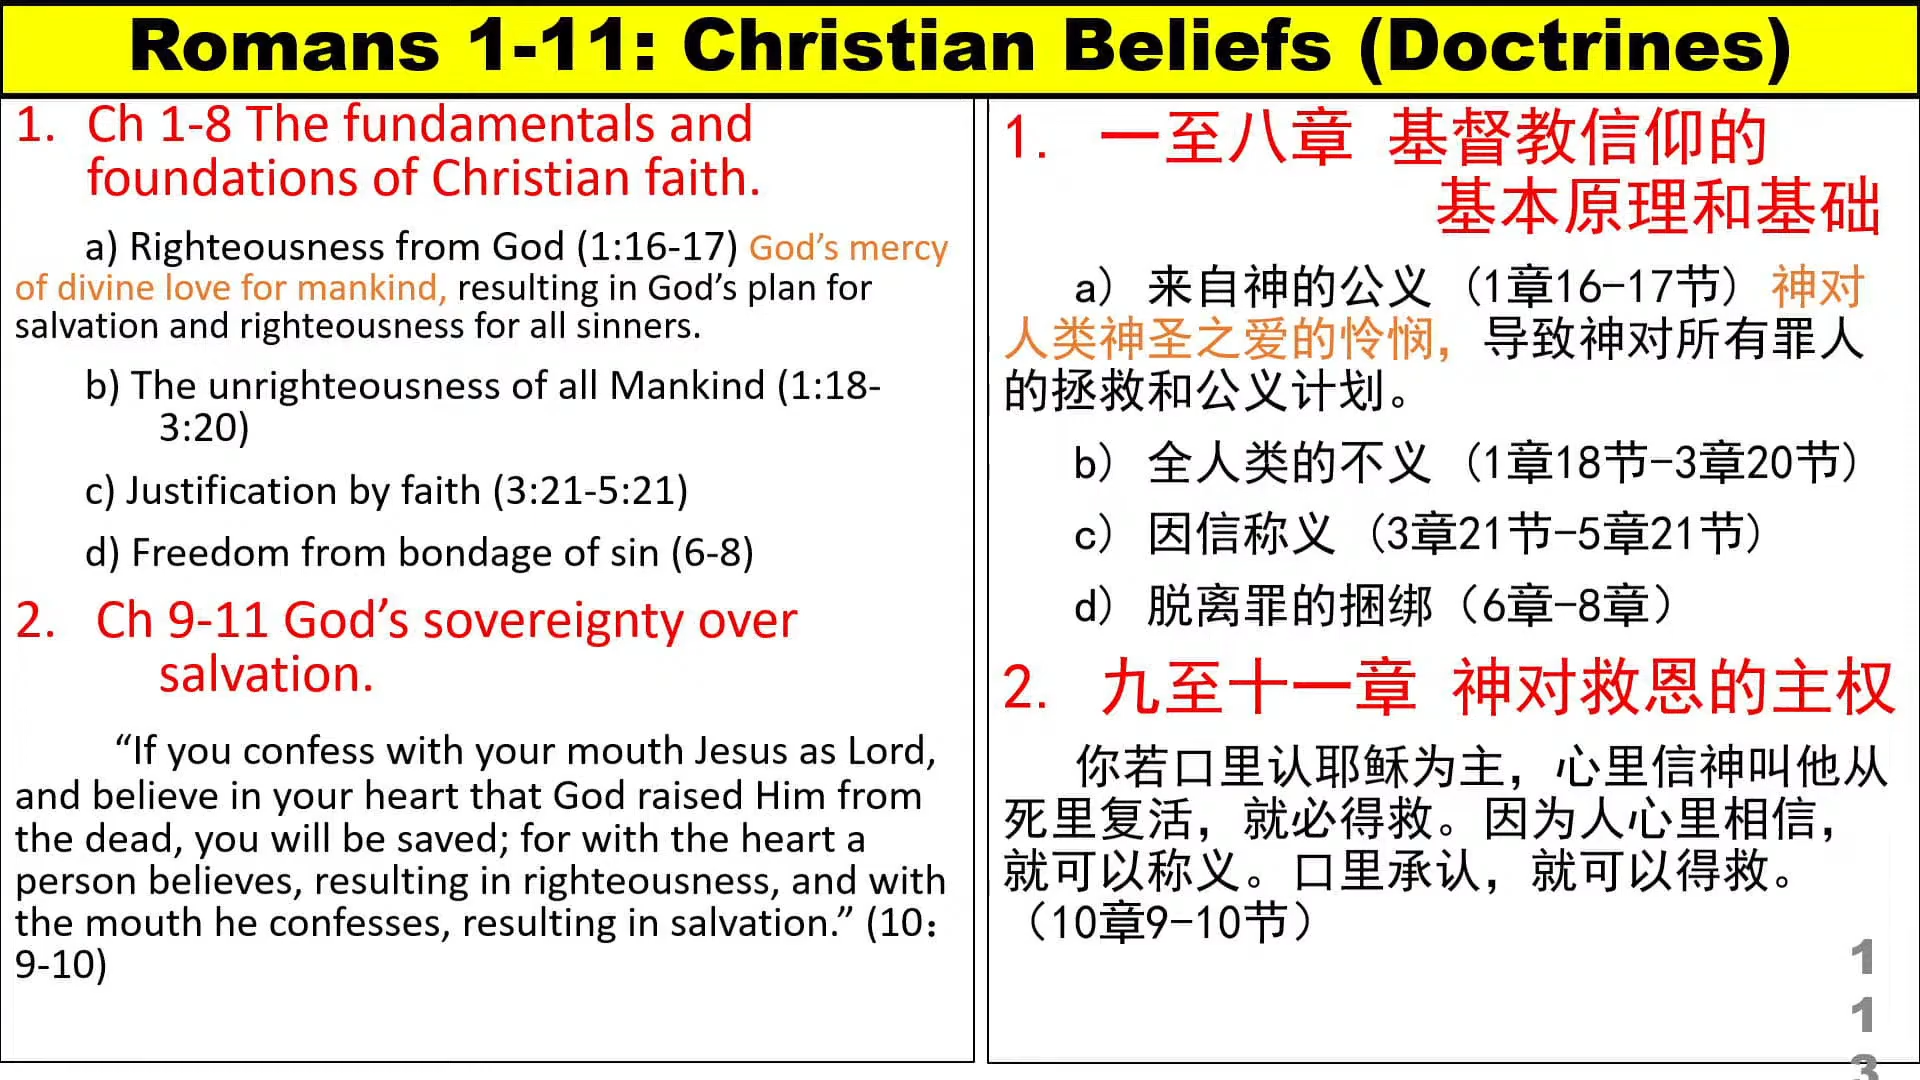 Romans 1-11: Christian Beliefs (Doctrines)
1. Ch 1-8 The fundamentals and
foundations of Christian faith.
a) Righteousness from God (1:16-17) God’s mercy
of divine love for mankind, resulting in God’s plan for
salvation and righteousness for all sinners.
b) The unrighteousness of all Mankind (1:18-
3:20)
c) Justification by faith (3:21-5:21)
d) Freedom from bondage of sin (6-8)
2. Ch 9-11 God’s sovereignty over
salvation.
“If you confess with your mouth Jesus as Lord,
and believe in your heart that God raised Him from
the dead, you will be saved; for with the heart a
person believes, resulting in righteousness, and with
the mouth he confesses, resulting in salvation.” (10：
9-10)
1. 一至八章 基督教信仰的
基本原理和基础
a) 来自神的公义 (1章16-17节) 神对
人类神圣之爱的怜悯，导致神对所有罪人
的拯救和公义计划。
b) 全人类的不义 (1章18节-3章20节)
c) 因信称义 (3章21节-5章21节)
d) 脱离罪的捆绑（6章-8章）
2. 九至十一章 神对救恩的主权
你若口里认耶稣为主，心里信神叫他从
死里复活，就必得救。因为人心里相信，
就可以称义。口里承认，就可以得救。
（10章9-10节）
1
1
3